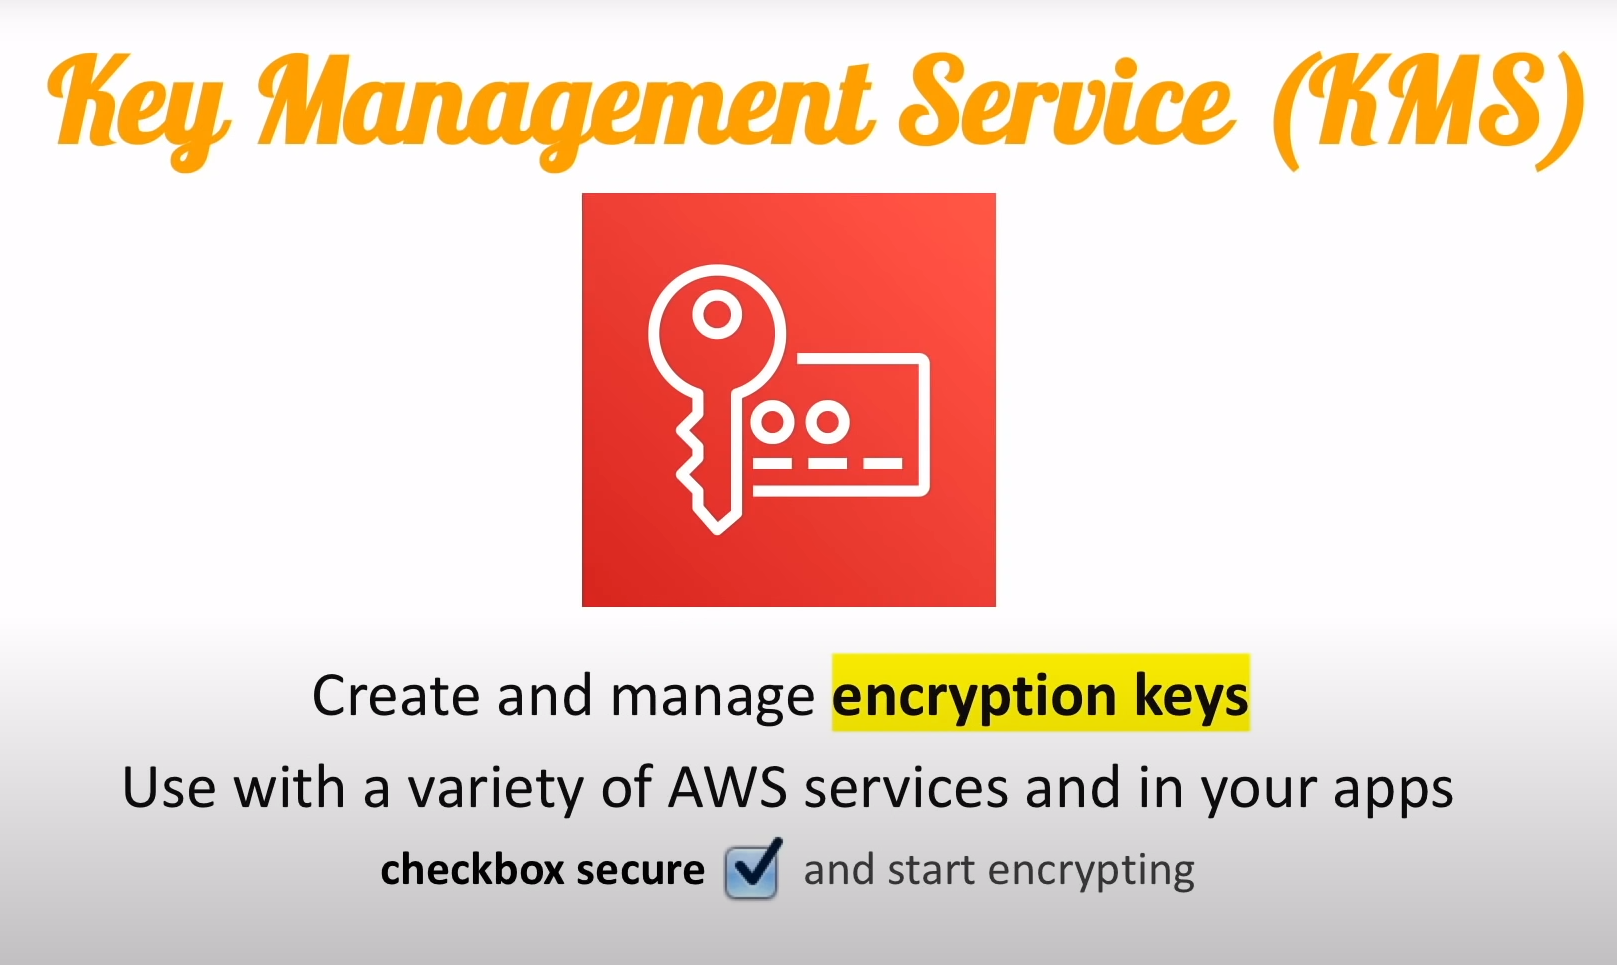 Key Management Service (KMS)
Create and manage encryption keys
Use with a variety of AWS services and in your apps
checkbox secure and start encrypting